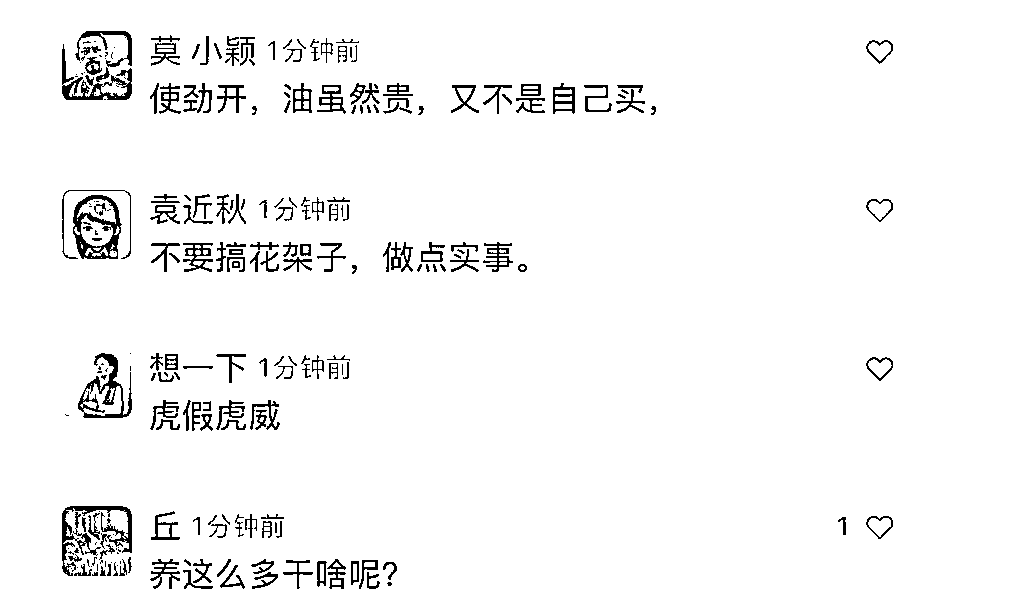 莫 小颖 1分钟前
使劲开，油虽然贵，又不是自己买，
袁近秋 1分钟前
不要搞花架子，做点实事。
想一下 1分钟前
虎假虎威
丘 1分钟前 1
养这么多干啥呢？